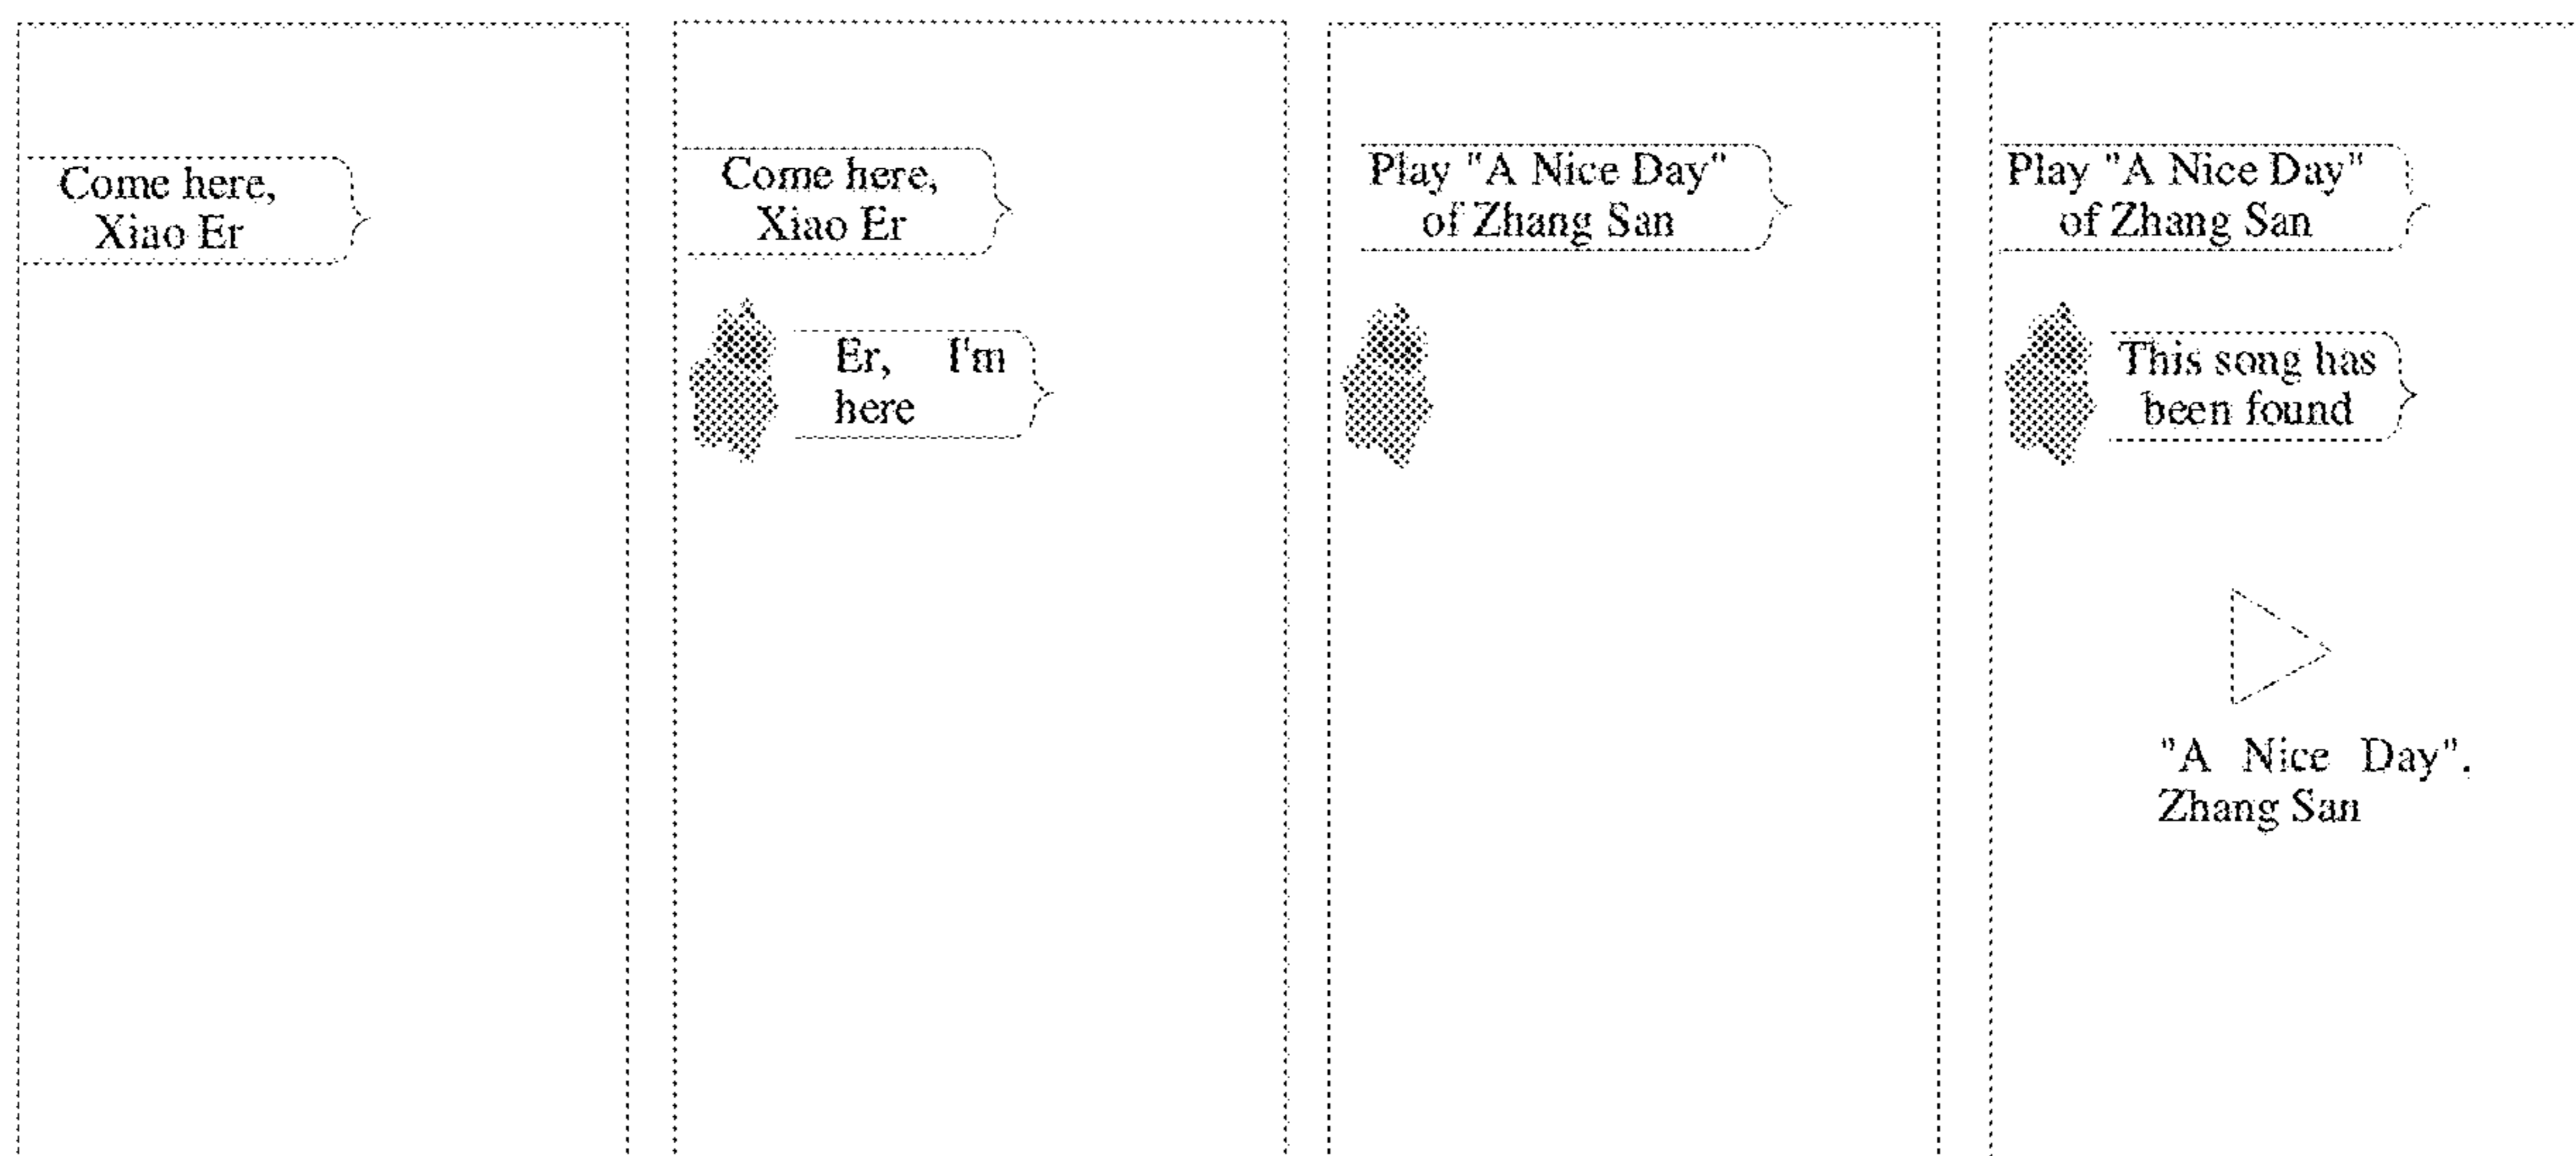 Come here,
Xiao Er
Come here,
Xiao Er
Er, I'm
here
Play "A Nice Day"
of Zhang San
Play "A Nice Day"
of Zhang San
This song has
been found
"A Nice Day".
Zhang San